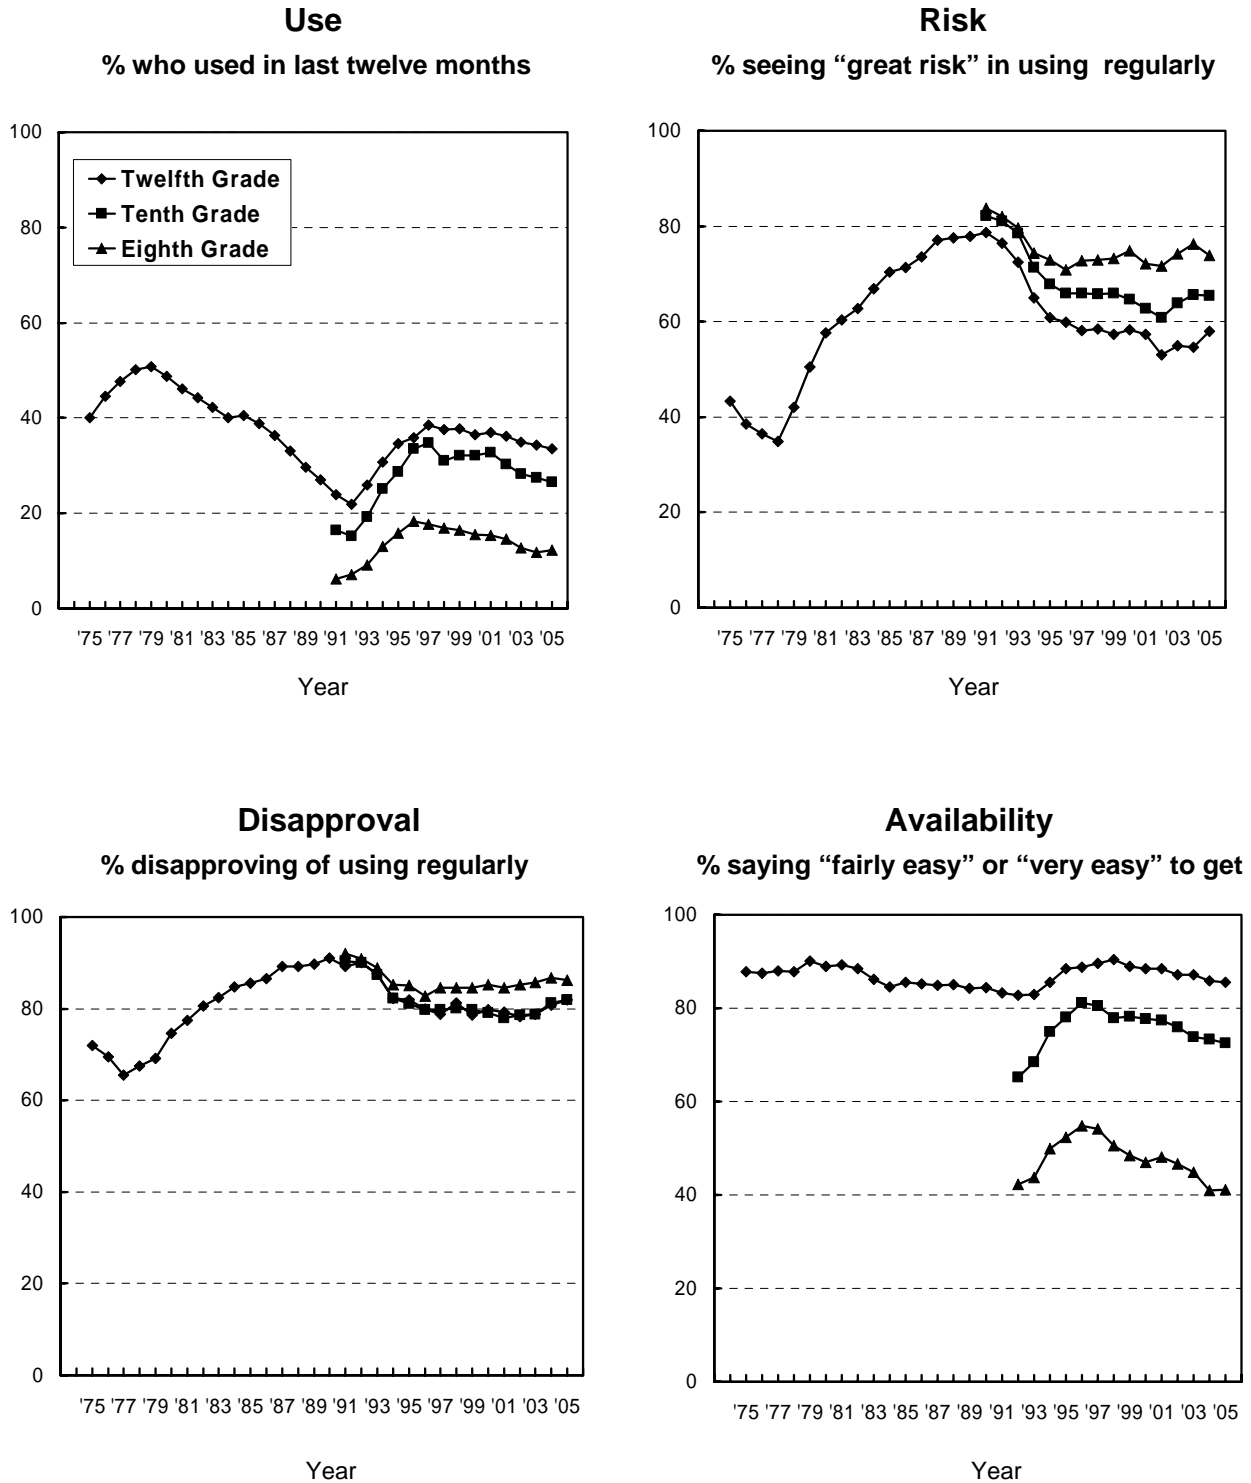 Use
% who used in last twelve months
100
80
60
40
20
0
Twelfth Grade
Tenth Grade
Eighth Grade
'75 '77 '79 '81 '83 '85 '87 '89 '91 '93 '95 '97 '99 '01 '03 '05
Year
Risk
% seeing “great risk” in using regularly
100
80
60
40
20
0
'75 '77 '79 '81 '83 '85 '87 '89 '91 '93 '95 '97 '99 '01 '03 '05
Year
Disapproval
% disapproving of using regularly
100
80
60
40
20
0
'75 '77 '79 '81 '83 '85 '87 '89 '91 '93 '95 '97 '99 '01 '03 '05
Year
Availability
% saying “fairly easy” or “very easy” to get
100
80
60
40
20
0
'75 '77 '79 '81 '83 '85 '87 '89 '91 '93 '95 '97 '99 '01 '03 '05
Year